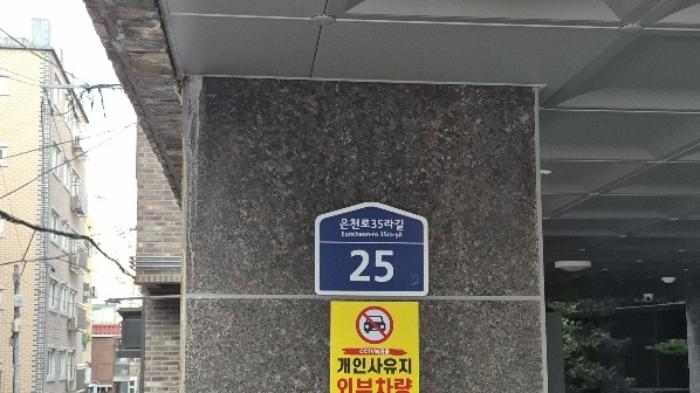 은천로35라길
Euncheon-ro 35ra-gil
25
CCTV녹화중
개인사유지
외부차량